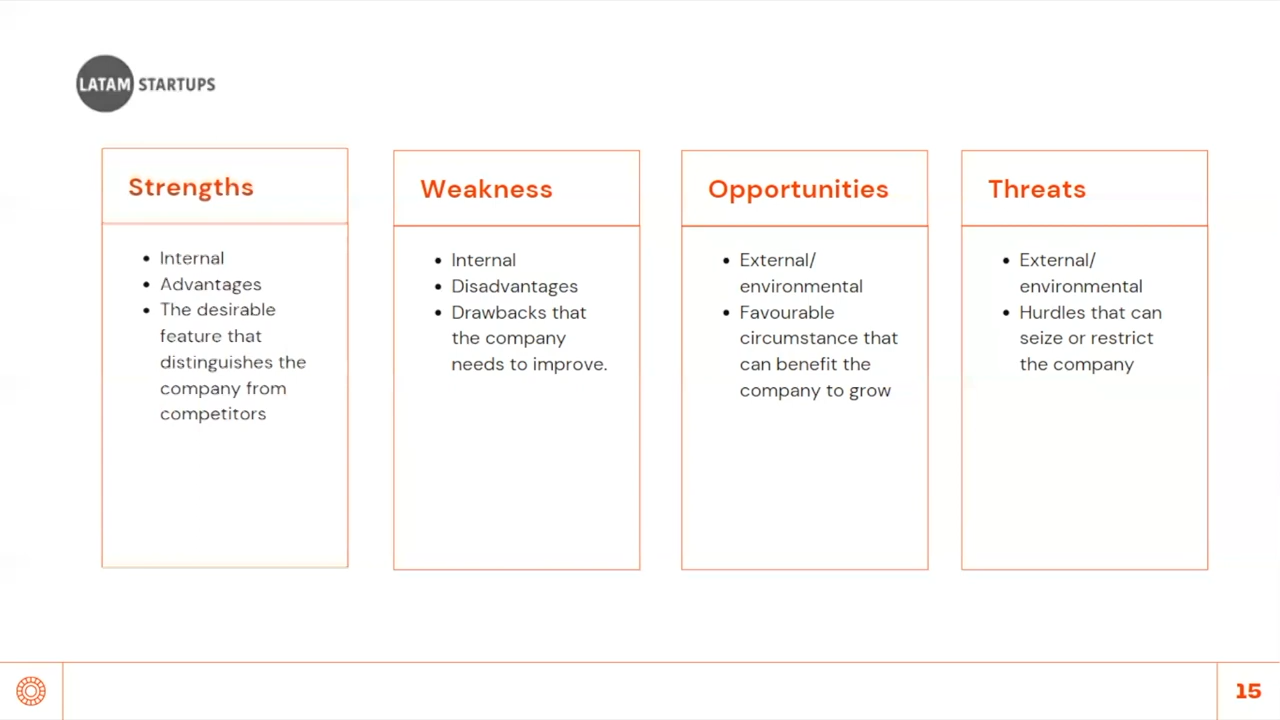 LATAM STARTUPS
Strengths
• Internal
• Advantages
• The desirable
feature that
distinguishes the
company from
competitors
Weakness
• Internal
• Disadvantages
• Drawbacks that
the company
needs to improve.
Opportunities
• External/
environmental
• Favourable
circumstance that
can benefit the
company to grow
Threats
• External/
environmental
• Hurdles that can
seize or restrict
the company
15